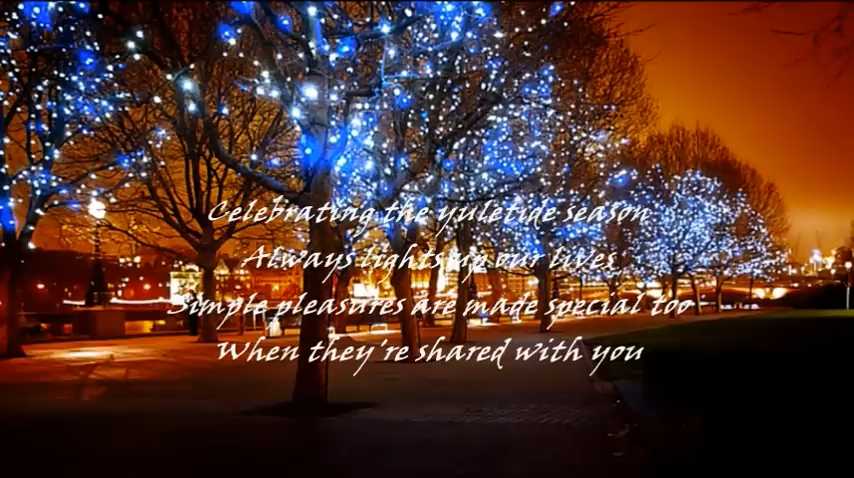 Celebrating the yuletide season
Always lights up our lives
Simple pleasures are made special too
When they're shared with you